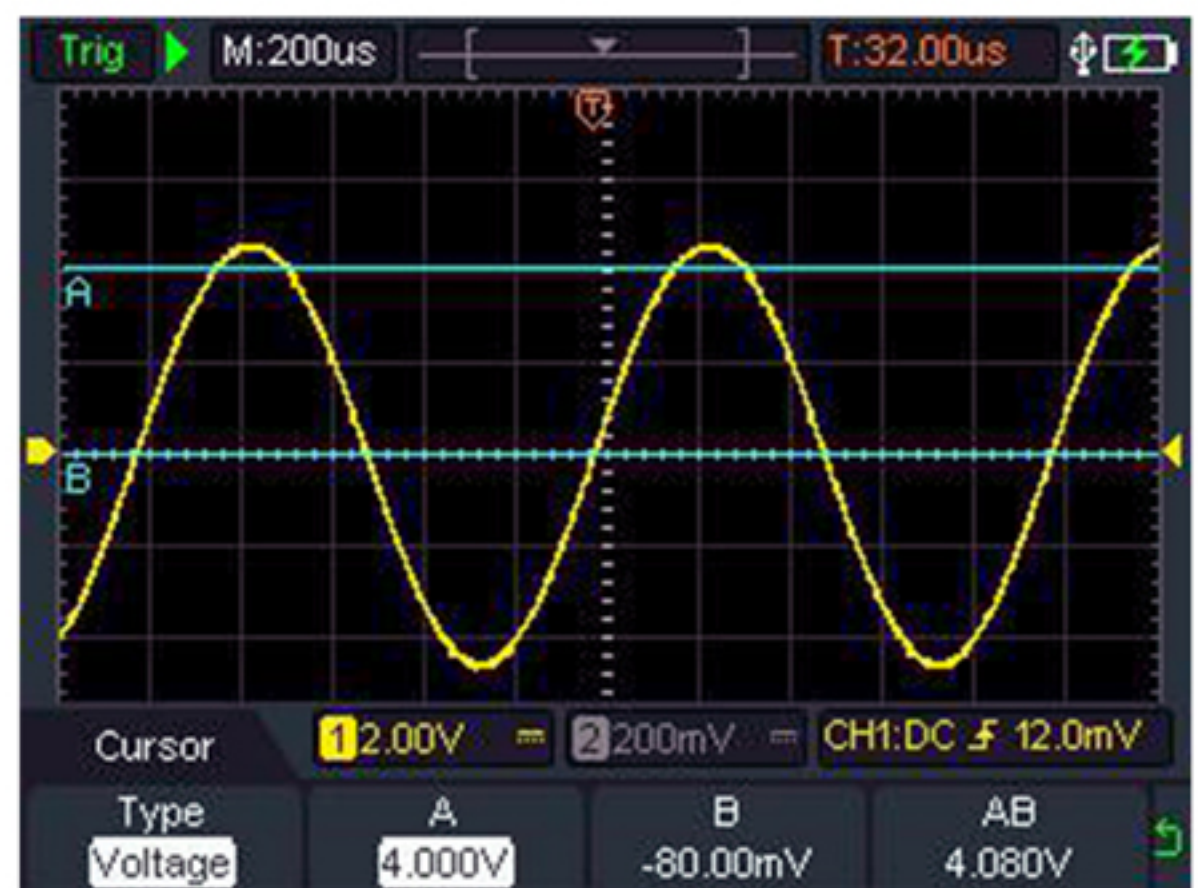 Trig M:200us T:32.00us
T
A
B
Cursor 1 2.00V 2 200mV CH1:DC 12.0mV
Type A B AB
Voltage 4.000V -80.00mV 4.080V